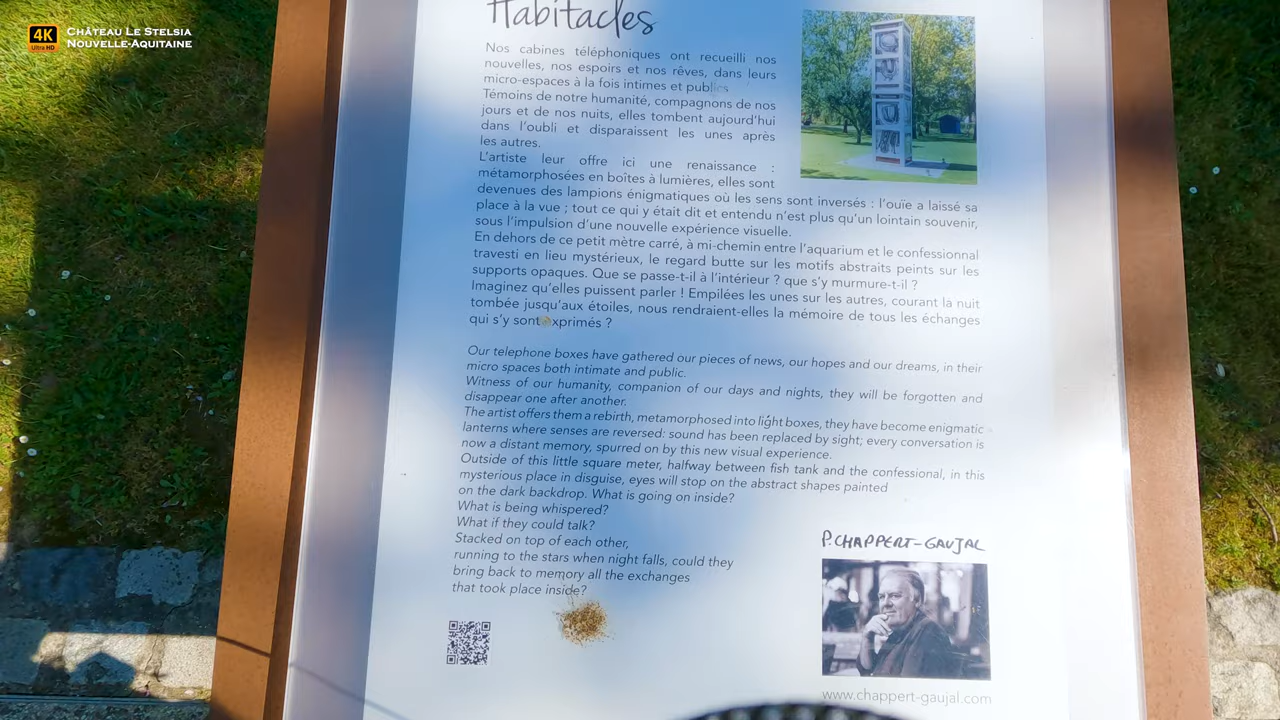 4K
Ultra HD
Château Le Stelsia
Nouvelle-Aquitaine
Habitacles
Nos cabines téléphoniques ont recueilli nos
nouvelles, nos espoirs et nos rêves, dans leurs
micro-espaces à la fois intimes et publics
Témoins de notre humanité, compagnons de nos
jours et de nos nuits, elles tombent aujourd'hui
dans l'oubli et disparaissent les unes après
les autres.
L'artiste leur offre ici une renaissance :
métamorphosées en boîtes à lumières, elles sont
devenues des lampions énigmatiques où les sens sont inversés : l'ouïe a laissé sa
place à la vue ; tout ce qui y était dit et entendu n'est plus qu'un lointain souvenir,
sous l'impulsion d'une nouvelle expérience visuelle.
En dehors de ce petit mètre carré, à mi-chemin entre l'aquarium et le confessionnal
travesti en lieu mystérieux, le regard butte sur les motifs abstraits peints sur les
supports opaques. Que se passe-t-il à l'intérieur ? que s'y murmure-t-il ?
Imaginez qu'elles puissent parler ! Empilées les unes sur les autres, courant la nuit
tombée jusqu'aux étoiles, nous rendraient-elles la mémoire de tous les échanges
qui s'y sont exprimés ?
Our telephone boxes have gathered our pieces of news, our hopes and our dreams, in their
micro spaces both intimate and public.
Witness of our humanity, companion of our days and nights, they will be forgotten and
disappear one after another.
The artist offers them a rebirth, metamorphosed into light boxes, they have become enigmatic
lanterns where senses are reversed: sound has been replaced by sight; every conversation is
now a distant memory, spurred on by this new visual experience.
Outside of this little square meter, halfway between fish tank and the confessional, in this
mysterious place in disguise, eyes will stop on the abstract shapes painted
on the dark backdrop. What is going on inside?
What is being whispered?
What if they could talk?
Stacked on top of each other,
running to the stars when night falls, could they
bring back to memory all the exchanges
that took place inside?
P. CHAPPERT-GAUJAL
www.chappert-gaujal.com